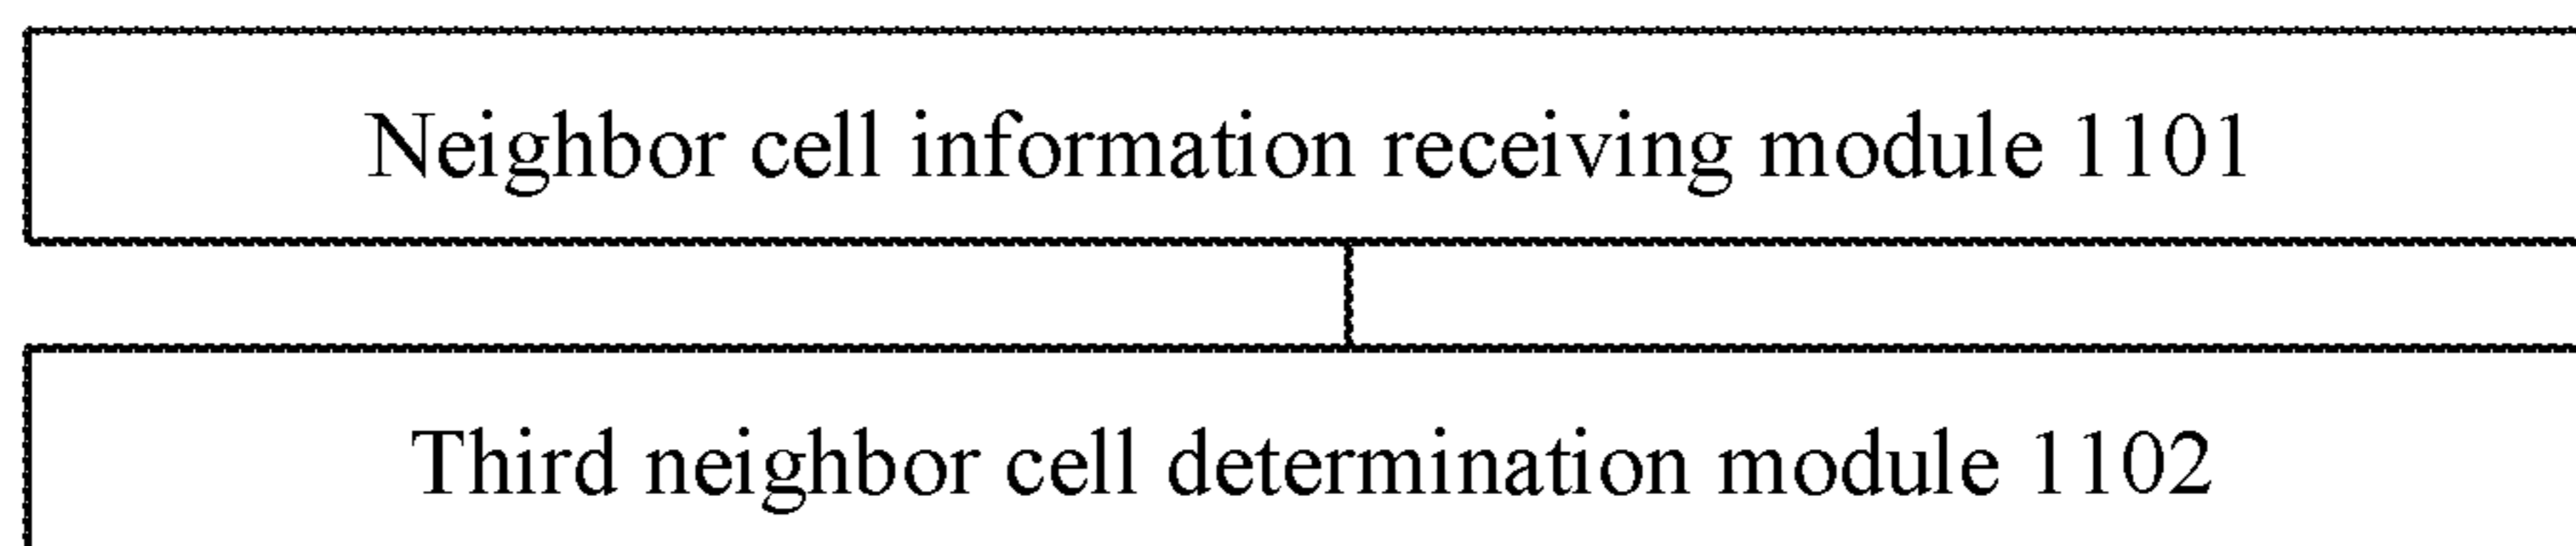 Neighbor cell information receiving module 1101
Third neighbor cell determination module 1102